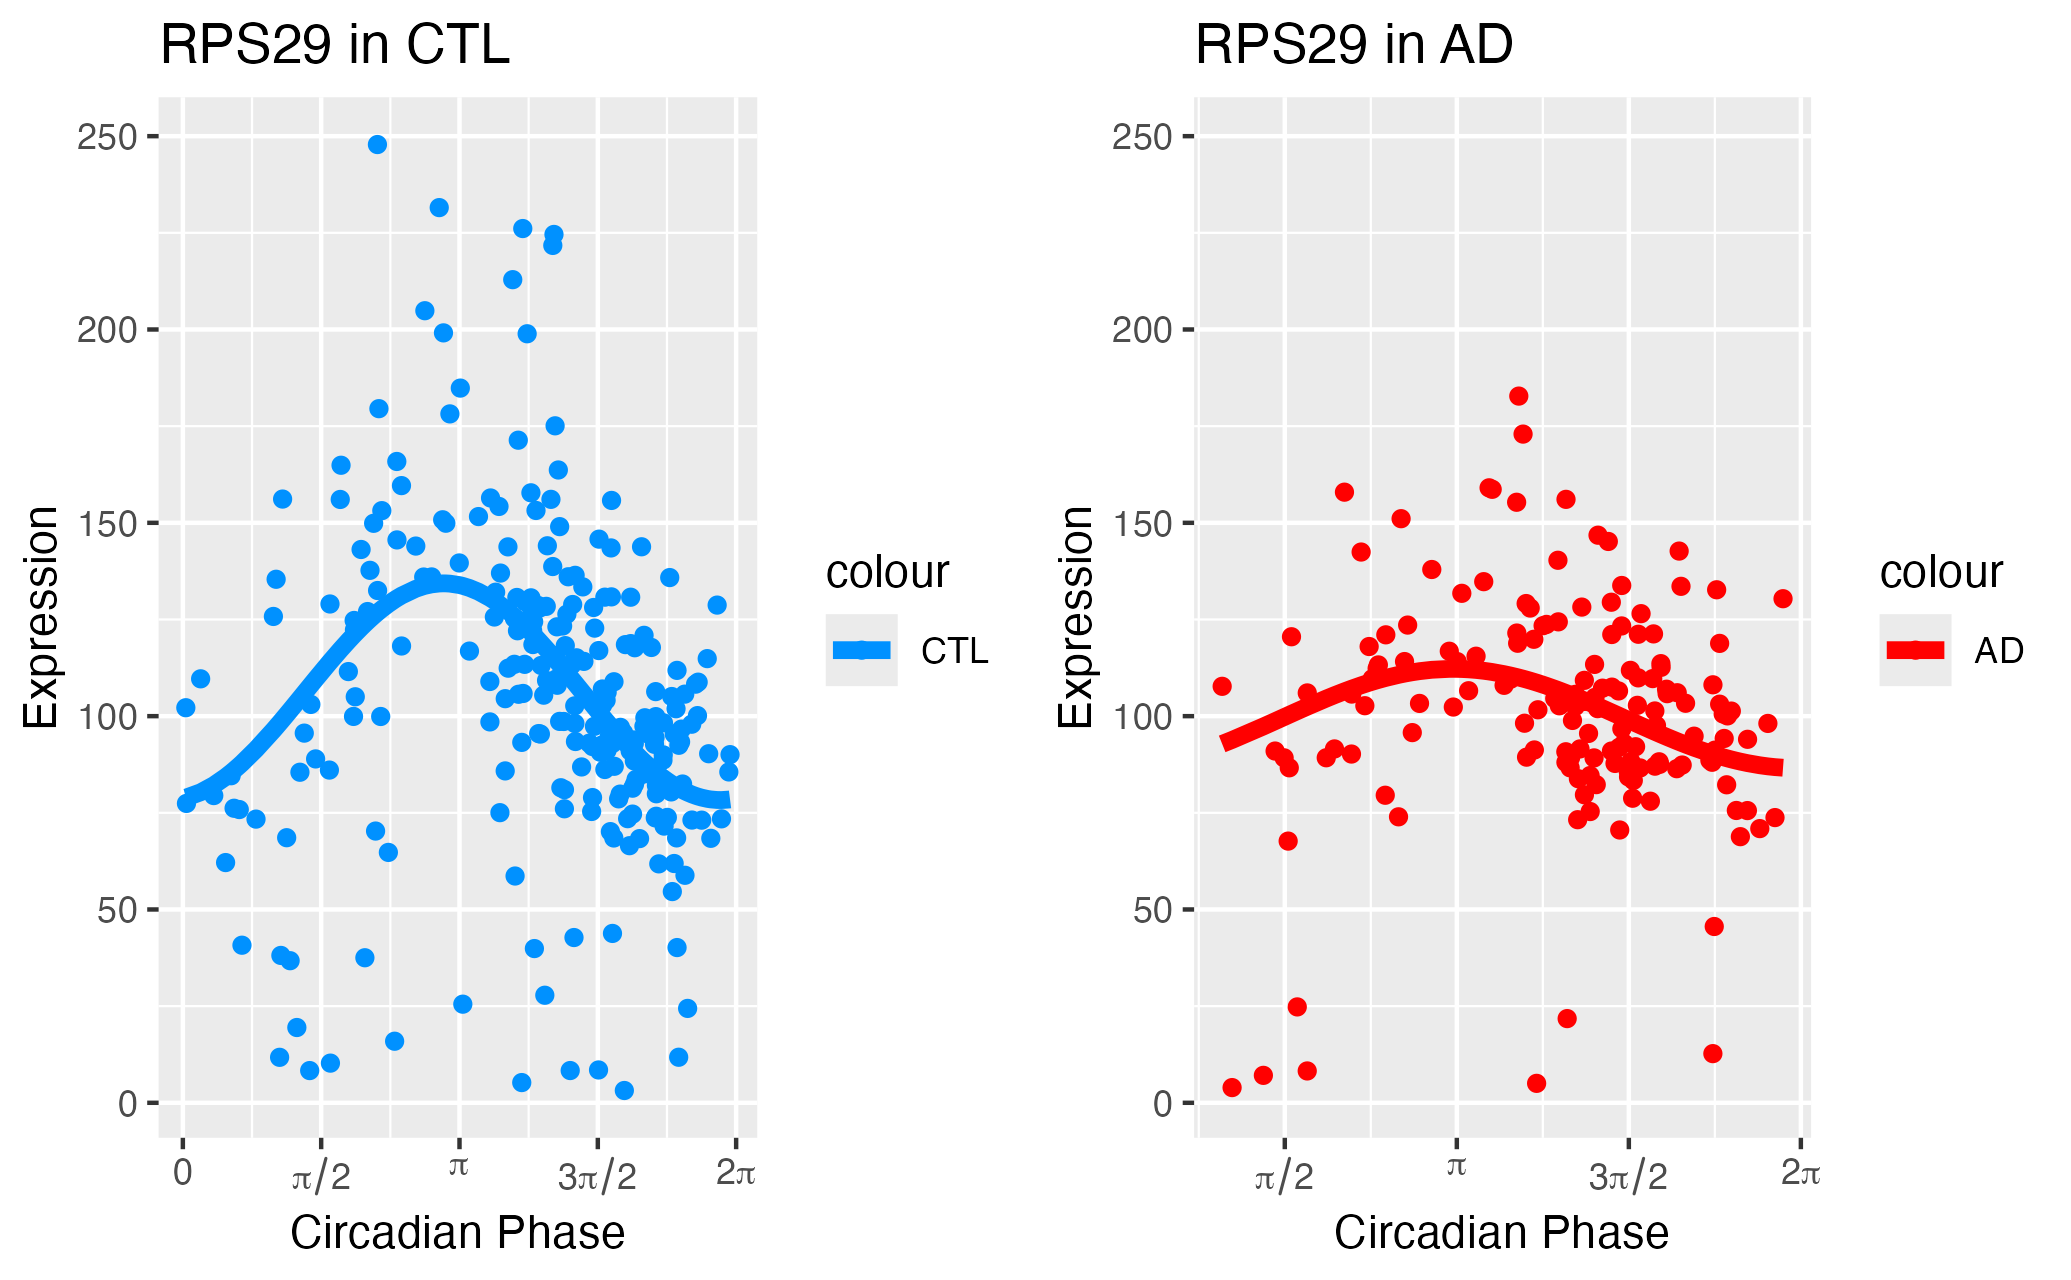 RPS29 in CTL
250
200
150
100
50
0
Expression
0
π/2
π
3π/2
2π
Circadian Phase
colour
CTL
RPS29 in AD
250
200
150
100
50
0
Expression
π/2
π
3π/2
2π
Circadian Phase
colour
AD